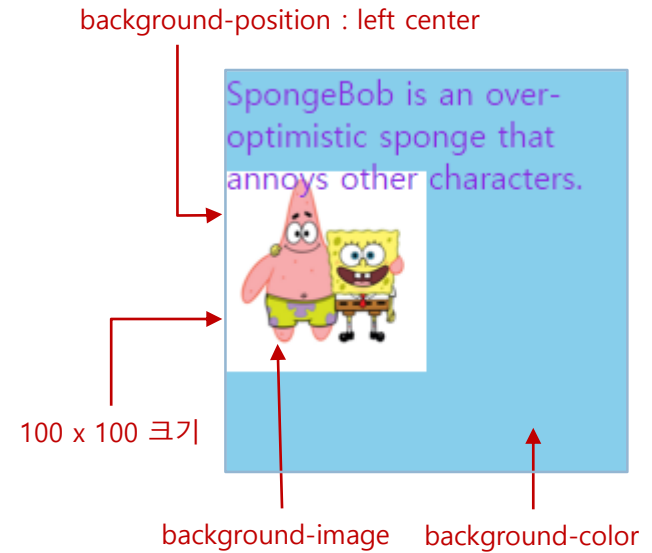 background-position : left center
SpongeBob is an over-
optimistic sponge that
annoys other characters.
100 x 100 크기
background-image
background-color